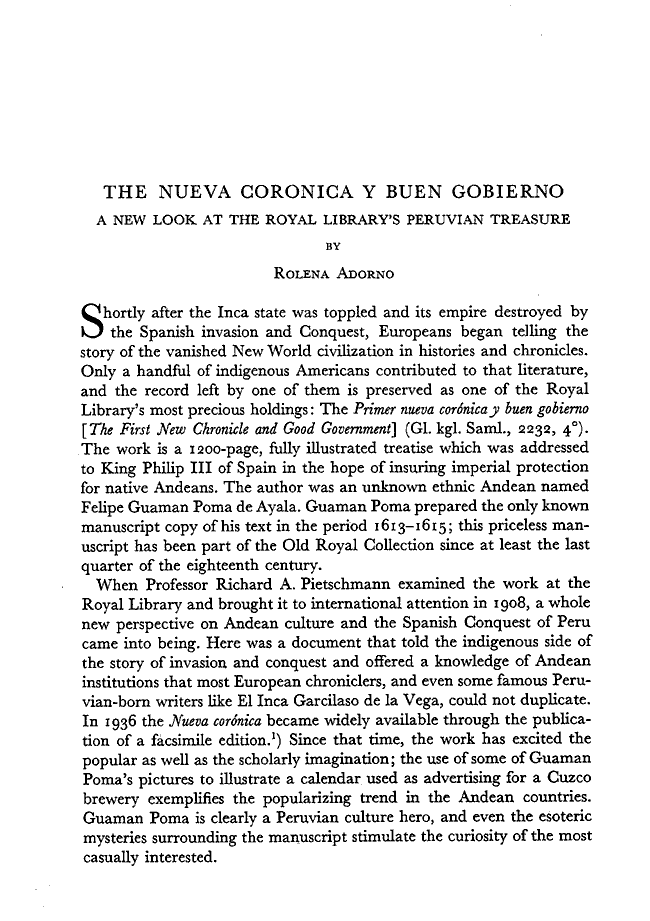 THE NUEVA CORONICA Y BUEN GOBIERNO
A NEW LOOK AT THE ROYAL LIBRARY'S PERUVIAN TREASURE
BY
ROLENA ADORNO
Shortly after the Inca state was toppled and its empire destroyed by
the Spanish invasion and Conquest, Europeans began telling the
story of the vanished New World civilization in histories and chronicles.
Only a handful of indigenous Americans contributed to that literature,
and the record left by one of them is preserved as one of the Royal
Library's most precious holdings: The Primer nueva corónica y buen gobierno
[The First New Chronicle and Good Government] (Gl. kgl. Saml., 2232, 4°).
The work is a 1200-page, fully illustrated treatise which was addressed
to King Philip III of Spain in the hope of insuring imperial protection
for native Andeans. The author was an unknown ethnic Andean named
Felipe Guaman Poma de Ayala. Guaman Poma prepared the only known
manuscript copy of his text in the period 1613–1615; this priceless man-
uscript has been part of the Old Royal Collection since at least the last
quarter of the eighteenth century.
When Professor Richard A. Pietschmann examined the work at the
Royal Library and brought it to international attention in 1908, a whole
new perspective on Andean culture and the Spanish Conquest of Peru
came into being. Here was a document that told the indigenous side of
the story of invasion and conquest and offered a knowledge of Andean
institutions that most European chroniclers, and even some famous Peru-
vian-born writers like El Inca Garcilaso de la Vega, could not duplicate.
In 1936 the Nueva corónica became widely available through the publica-
tion of a facsimile edition.¹) Since that time, the work has excited the
popular as well as the scholarly imagination; the use of some of Guaman
Poma's pictures to illustrate a calendar used as advertising for a Cuzco
brewery exemplifies the popularizing trend in the Andean countries.
Guaman Poma is clearly a Peruvian culture hero, and even the esoteric
mysteries surrounding the manuscript stimulate the curiosity of the most
casually interested.